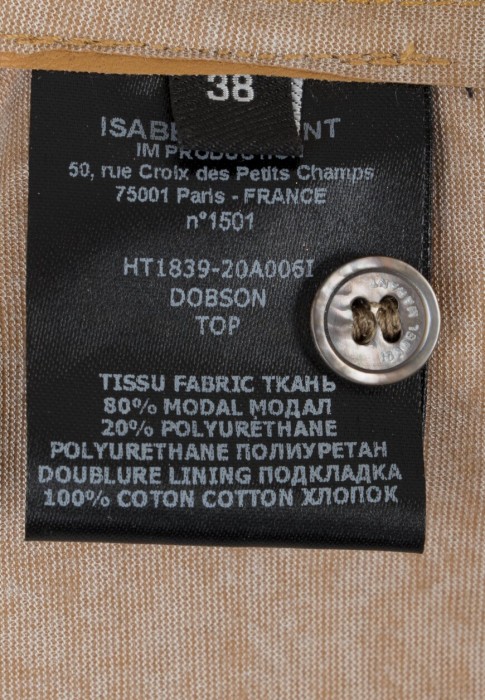 38
50, rue Croix des Petits Champs
75001 Paris - FRANCE
n°1501
HT1839-20A006I
DOBSON
TOP
TISSU FABRIC ТКАНЬ
80% MODAL МОДАЛ
20% POLYURÉTHANE
POLYURETHANE ПОЛИУРЕТАН
DOUBLURE LINING ПОДКЛАДКА
100% COTON COTTON ХЛОПОК